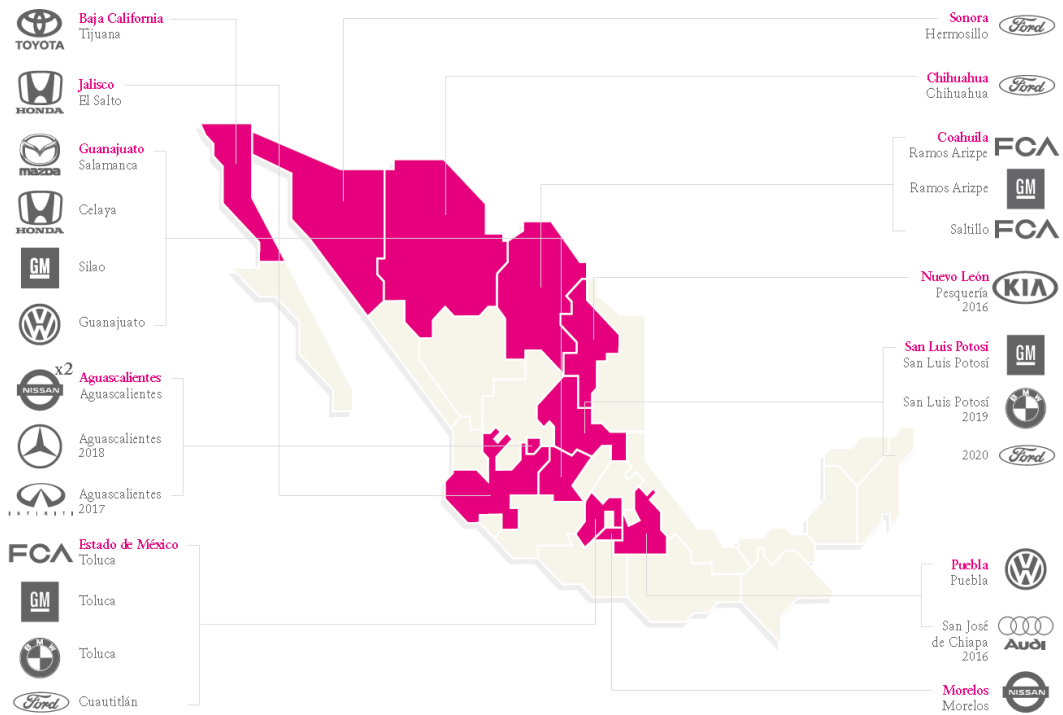 Baja California
Tijuana
TOYOTA
Jalisco
El Salto
HONDA
Guanajuato
Salamanca
mazda
Celaya
HONDA
GM
Silao
Guanajuato
x2
Aguascalientes
NISSAN
Aguascalientes
Aguascalientes
2018
Aguascalientes
2017
INFINITI
Estado de México
FCA
Toluca
GM
Toluca
BMW
Toluca
Ford
Cuautitlán
Sonora
Hermosillo
Ford
Chihuahua
Chihuahua
Ford
Coahuila
Ramos Arizpe
FCA
Ramos Arizpe
GM
Saltillo
FCA
Nuevo León
Pesquería
2016
KIA
San Luis Potosí
San Luis Potosí
GM
San Luis Potosí
2019
BMW
2020
Ford
Puebla
Puebla
San José
de Chiapa
2016
Audi
Morelos
Morelos
NISSAN